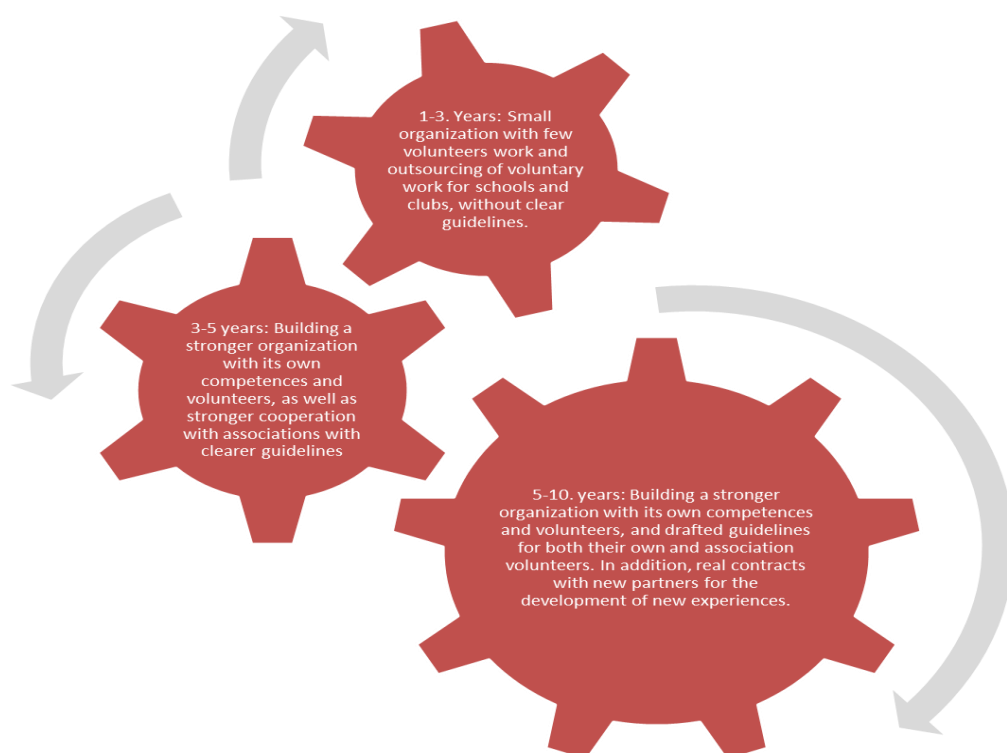 1-3. Years: Small
organization with few
volunteers work and
outsourcing of voluntary
work for schools and
clubs, without clear
guidelines.
3-5 years: Building a
stronger organization
with its own
competences and
volunteers, as well as
stronger cooperation
with associations with
clearer guidelines
5-10. years: Building a stronger
organization with its own competences
and volunteers, and drafted guidelines
for both their own and association
volunteers. In addition, real contracts
with new partners for the
development of new experiences.